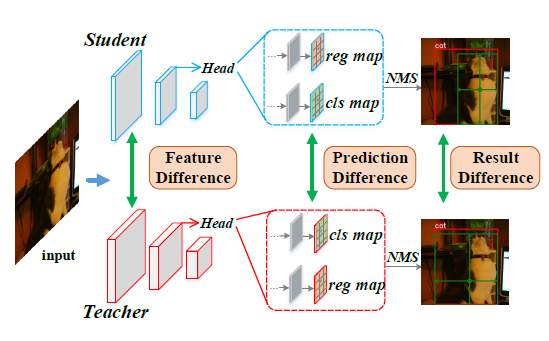 Student
cat
Head
reg map
NMS
cls map
Feature
Difference
Prediction
Difference
Result
Difference
input
Head
cat
cls map
NMS
reg map
Teacher